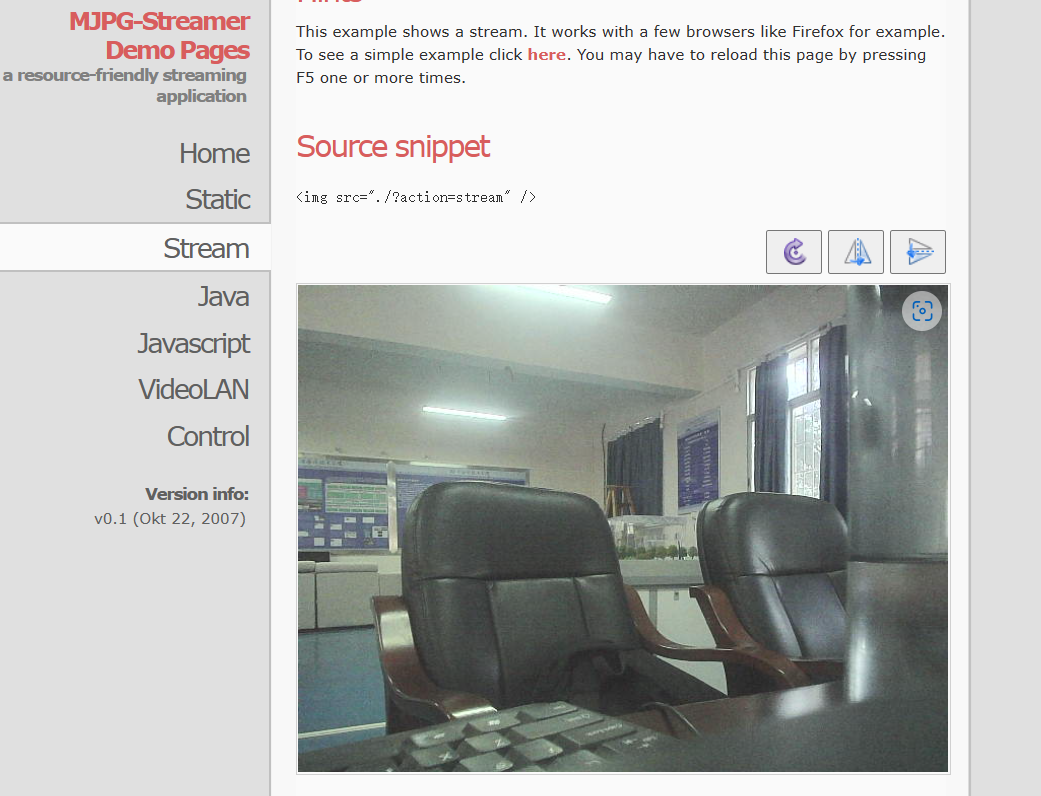 MJPG-Streamer
Demo Pages
a resource-friendly streaming
application
Home
Static
Stream
Java
Javascript
VideoLAN
Control
Version info:
v0.1 (Okt 22, 2007)
This example shows a stream. It works with a few browsers like Firefox for example.
To see a simple example click here. You may have to reload this page by pressing
F5 one or more times.
Source snippet
<img src="./?action=stream" />